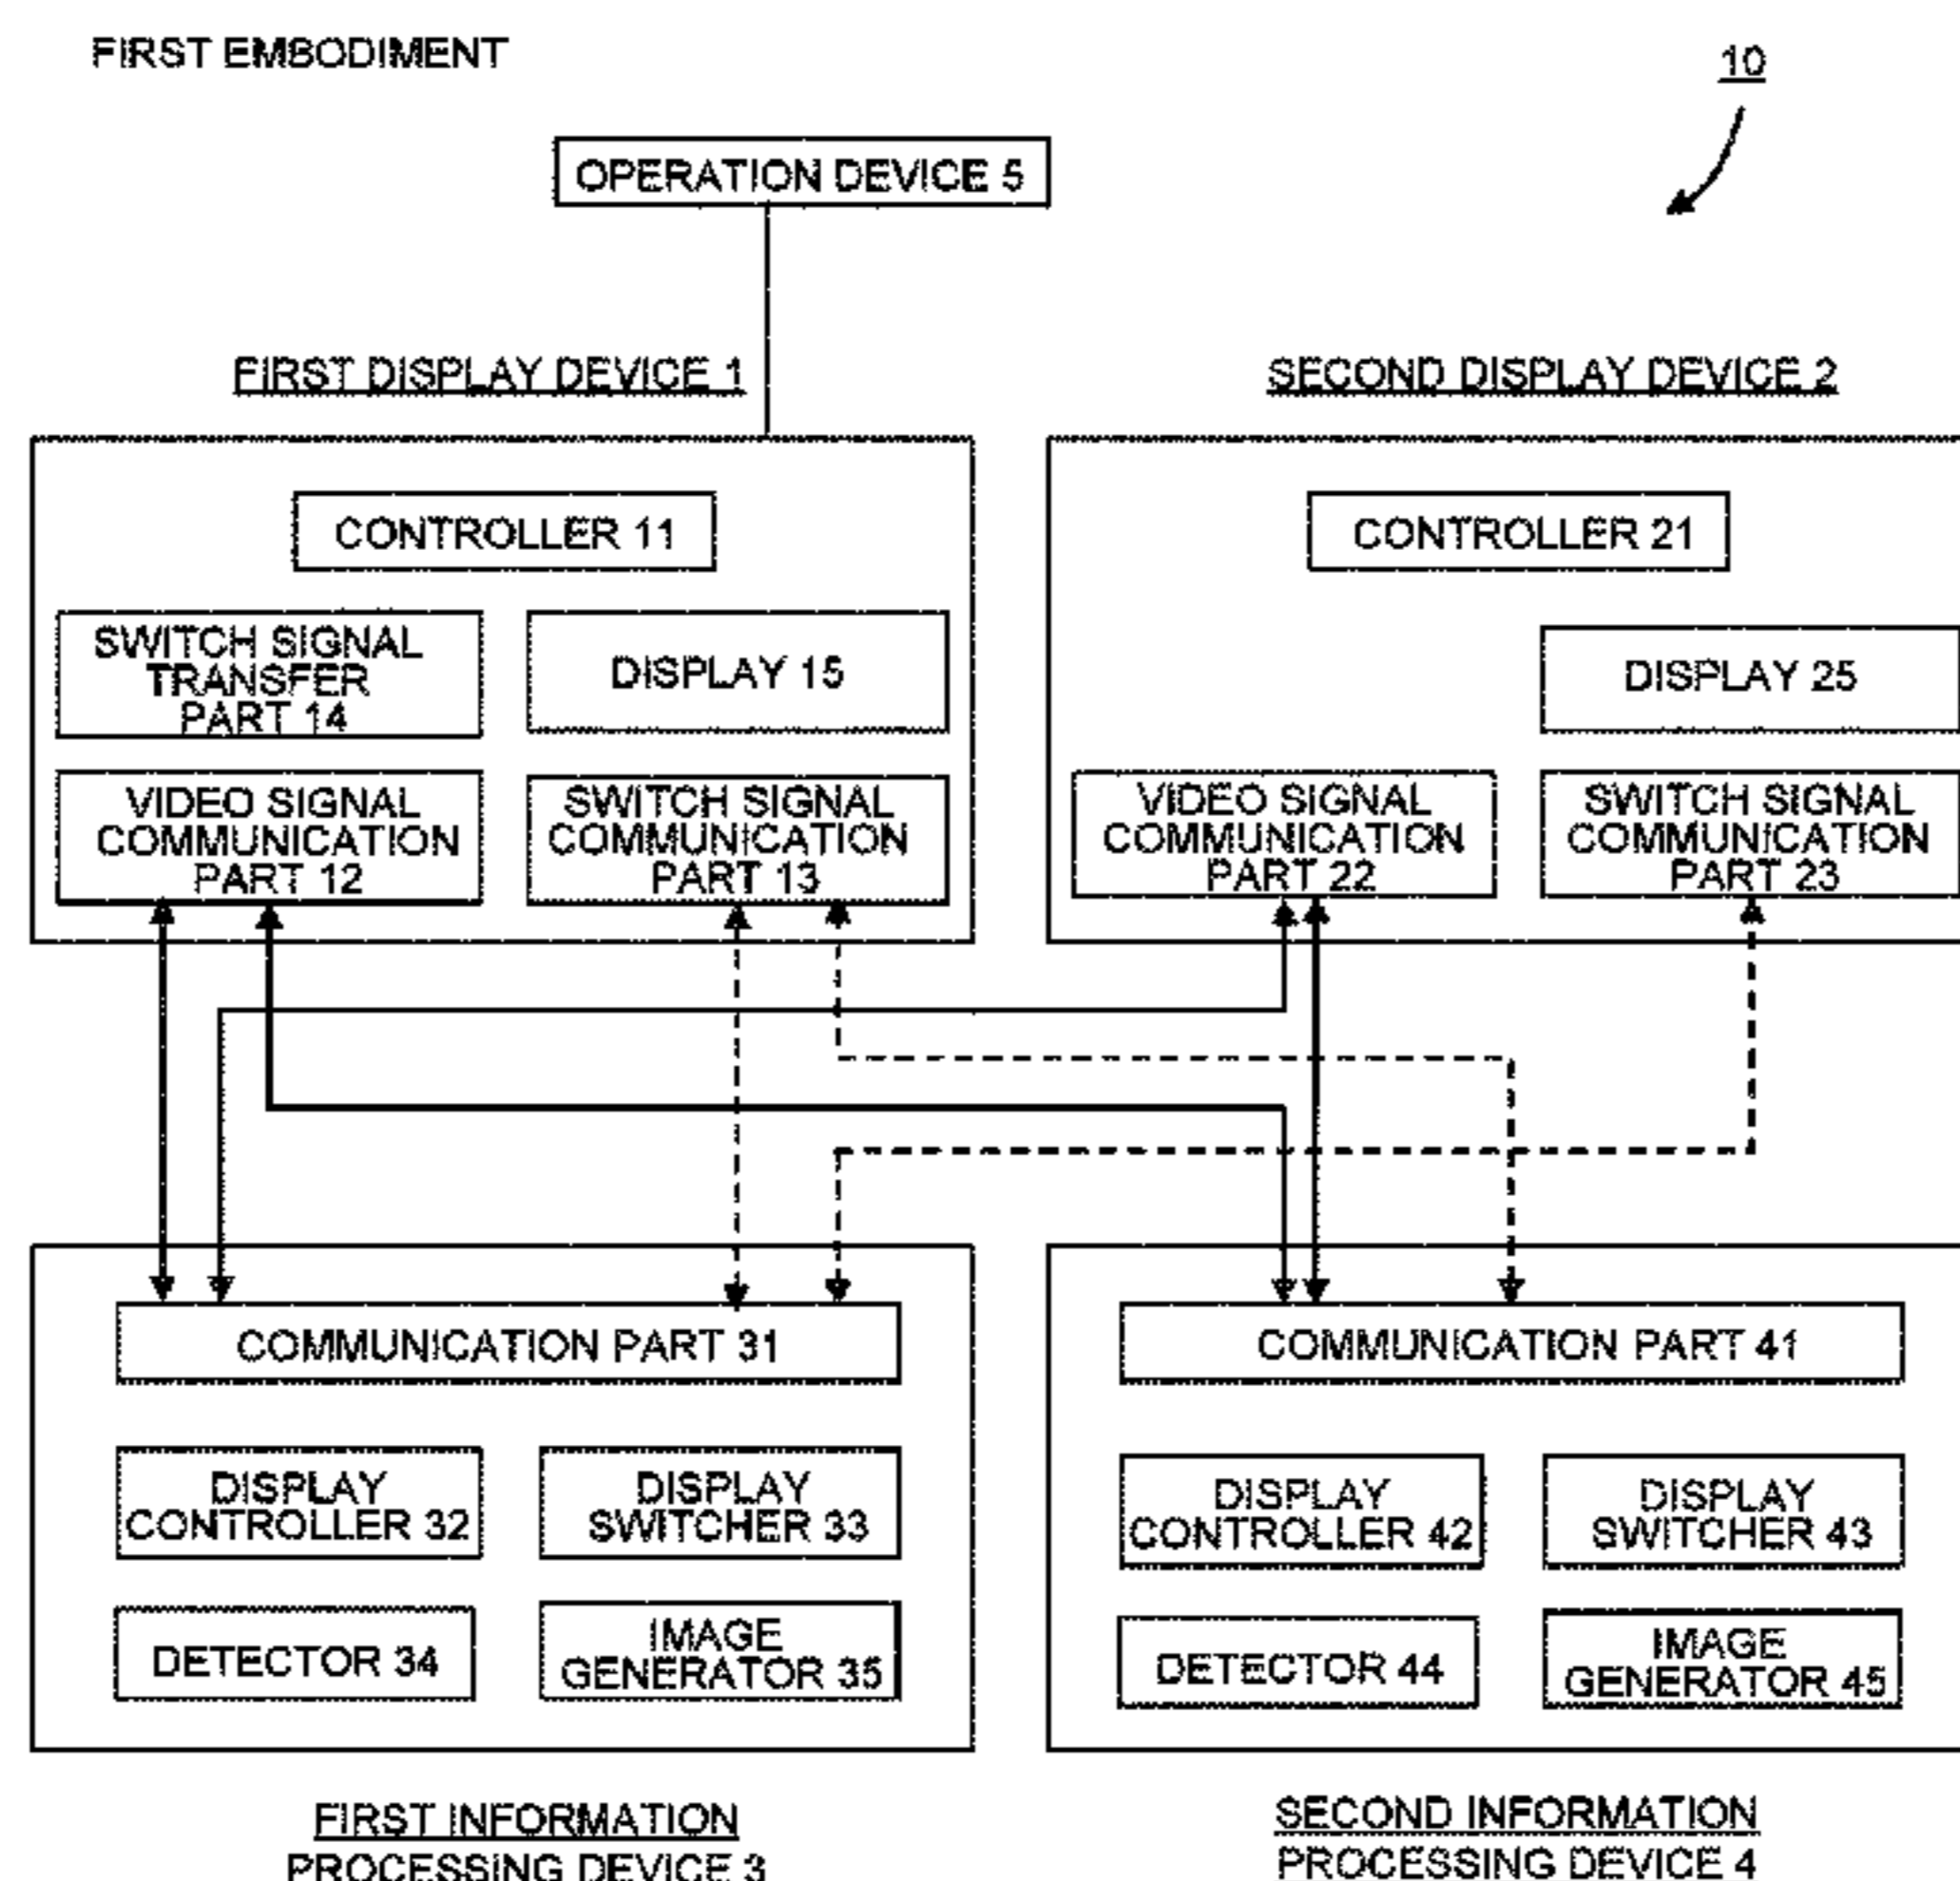 FIRST EMBODIMENT
10
OPERATION DEVICE 5
FIRST DISPLAY DEVICE 1
SECOND DISPLAY DEVICE 2
CONTROLLER 11
CONTROLLER 21
SWITCH SIGNAL
TRANSFER
PART 14
DISPLAY 15
DISPLAY 25
VIDEO SIGNAL
COMMUNICATION
PART 12
SWITCH SIGNAL
COMMUNICATION
PART 13
VIDEO SIGNAL
COMMUNICATION
PART 22
SWITCH SIGNAL
COMMUNICATION
PART 23
COMMUNICATION PART 31
COMMUNICATION PART 41
DISPLAY
CONTROLLER 32
DISPLAY
SWITCHER 33
DISPLAY
CONTROLLER 42
DISPLAY
SWITCHER 43
DETECTOR 34
IMAGE
GENERATOR 35
DETECTOR 44
IMAGE
GENERATOR 45
FIRST INFORMATION
PROCESSING DEVICE 3
SECOND INFORMATION
PROCESSING DEVICE 4